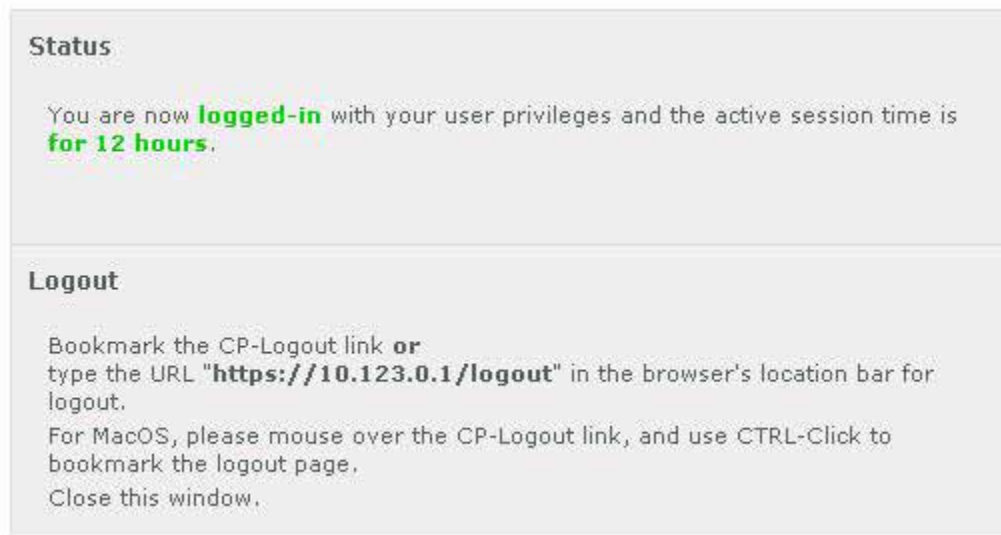 Status
You are now logged-in with your user privileges and the active session time is
for 12 hours.
Logout
Bookmark the CP-Logout link or
type the URL "https://10.123.0.1/logout" in the browser's location bar for
logout.
For MacOS, please mouse over the CP-Logout link, and use CTRL-Click to
bookmark the logout page.
Close this window.